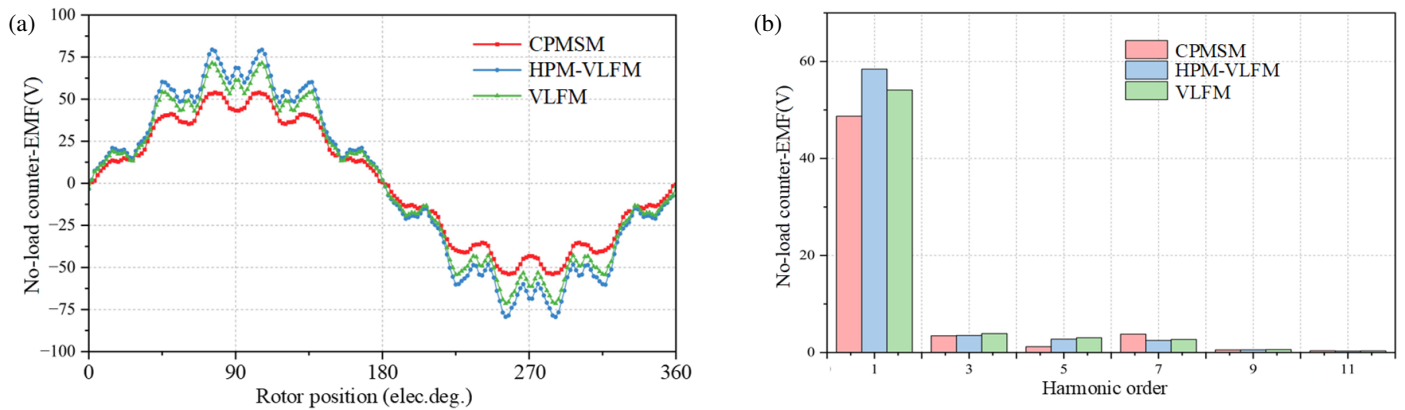 (a)
No-load counter-EMF(V)
100
75
50
25
0
−25
−50
−75
−100
CPMSM
HPM-VLFM
VLFM
0 90 180 270 360
Rotor position (elec.deg.)
(b)
No-load counter-EMF(V)
60
40
20
0
CPMSM
HPM-VLFM
VLFM
1 3 5 7 9 11
Harmonic order